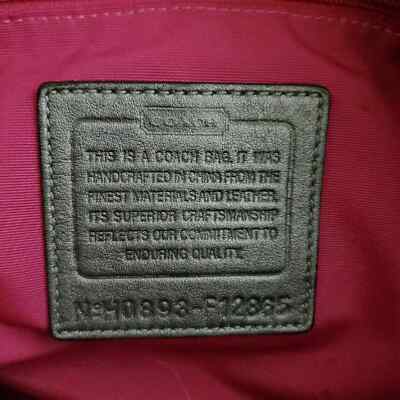 THIS IS A COACH BAG. IT WAS
HANDCRAFTED IN CHINA FROM THE
FINEST MATERIALS AND LEATHER.
ITS SUPERIOR CRAFTSMANSHIP
REFLECTS OUR COMMITMENT TO
ENDURING QUALITY.
Nº H0893-F12865